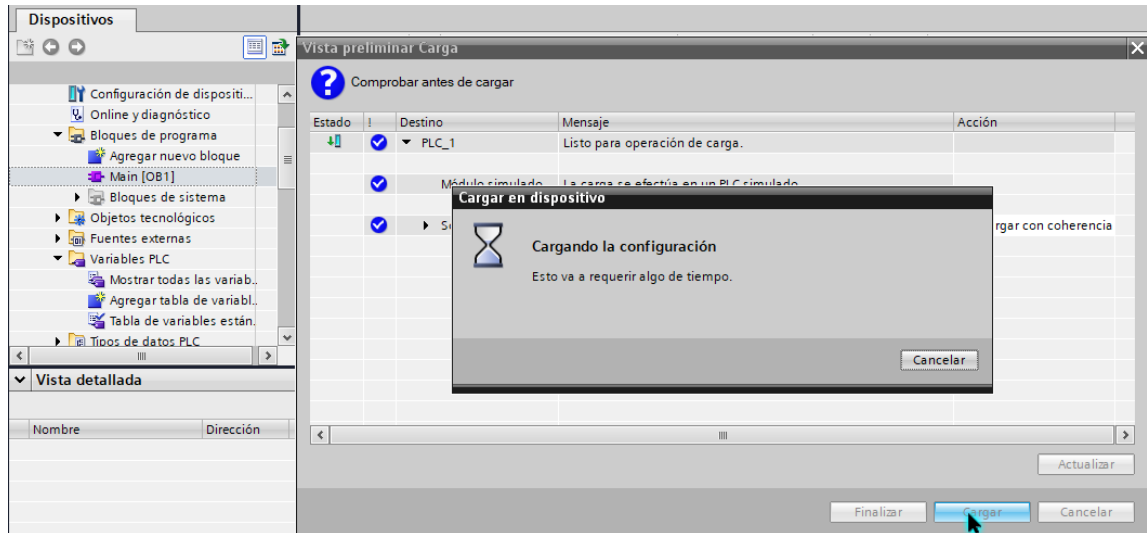 Dispositivos
Configuración de dispositi...
Online y diagnóstico
Bloques de programa
Agregar nuevo bloque
Main [OB1]
Bloques de sistema
Objetos tecnológicos
Fuentes externas
Variables PLC
Mostrar todas las variab..
Agregar tabla de variabl..
Tabla de variables están.
Tipos de datos PLC
Vista detallada
Nombre Dirección
Vista preliminar Carga
Comprobar antes de cargar
Estado ! Destino Mensaje Acción
PLC_1 Listo para operación de carga.
Módulo simulado La carga se efectúa en un PLC simulado
rgar con coherencia
Cargar en dispositivo
Cargando la configuración
Esto va a requerir algo de tiempo.
Cancelar
Actualizar
Finalizar Cargar Cancelar